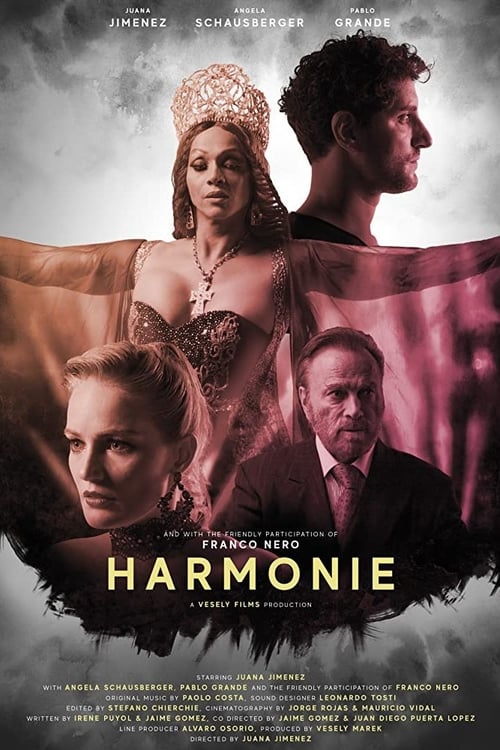 JUANA JIMENEZ
ANGELA SCHAUSBERGER
PABLO GRANDE
AND WITH THE FRIENDLY PARTICIPATION OF
FRANCO NERO
HARMONIE
A VESELY FILMS PRODUCTION
STARRING JUANA JIMENEZ
WITH ANGELA SCHAUSBERGER, PABLO GRANDE AND THE FRIENDLY PARTICIPATION OF FRANCO NERO
ORIGINAL MUSIC BY PAOLO COSTA, SOUND DESIGNER LEONARDO TOSTI
EDITED BY STEFANO CHIERCHIE, CINEMATOGRAPHY BY JORGE ROJAS & MAURICIO VIDAL
WRITTEN BY IRENE PUYOL & JAIME GOMEZ, CO DIRECTED BY JAIME GOMEZ & JUAN DIEGO PUERTA LOPEZ
LINE PRODUCER ALVARO OSORIO, PRODUCED BY VESELY MAREK
DIRECTED BY JUANA JIMENEZ